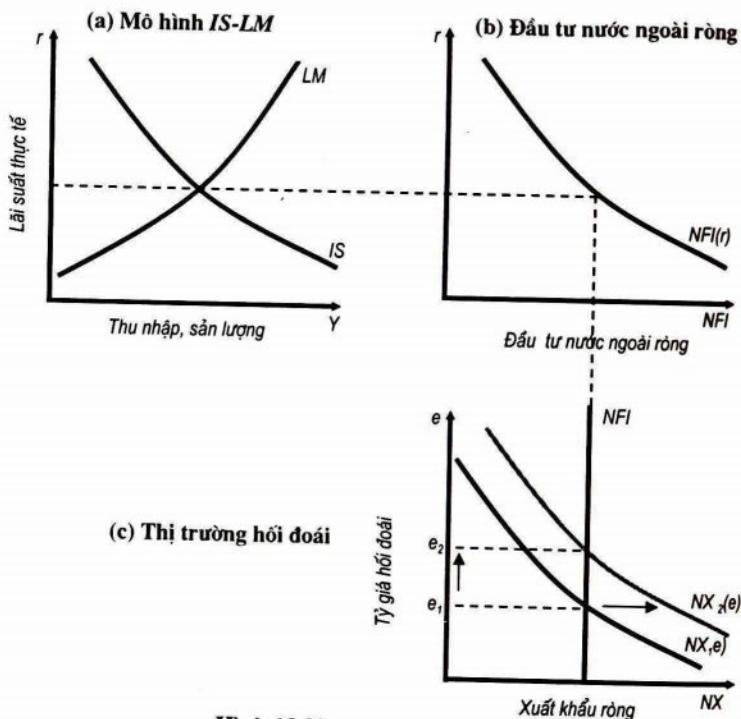 (a) Mô hình IS-LM
r
LM
Lãi suất thực tế
IS
Thu nhập, sản lượng
Y
(b) Đầu tư nước ngoài ròng
r
NFI(r)
NFI
Đầu tư nước ngoài ròng
(c) Thị trường hối đoái
e
NFI
Tỷ giá hối đoái
e₂
e₁
NX₂(e)
NX₁e)
Xuất khẩu ròng
NX